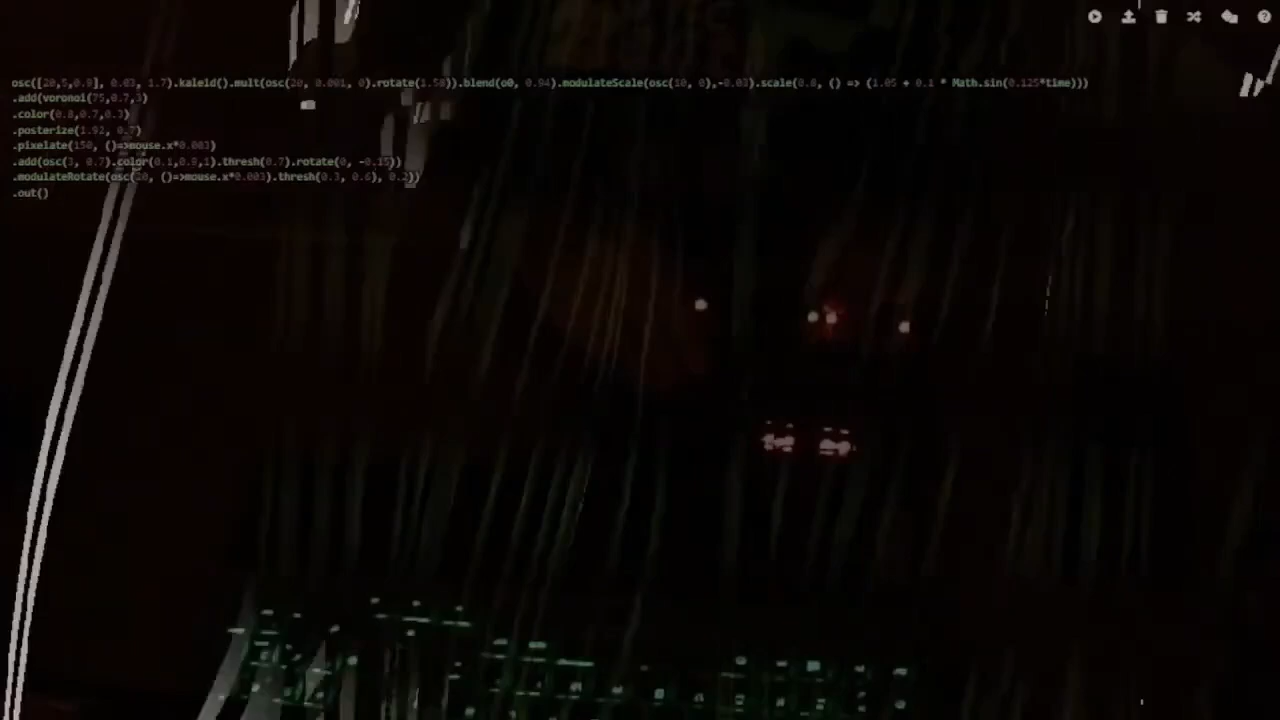 osc([20,5,0.9], 0.03, 1.7).kaleid().mult(osc(20, 0.001, 0).rotate(1.58)).blend(o0, 0.94).modulateScale(osc(10, 0),-0.03).scale(0.8, () => (1.05 + 0.1 * Math.sin(0.125*time)))
.add(voronoi(75,0.7,3)
.color(0.8,0.7,0.3)
.posterize(1.92, 0.7)
.pixelate(150, ()=>mouse.x*0.003)
.add(osc(3, 0.7).color(0.1,0.9,1).thresh(0.7).rotate(0, -0.15))
.modulateRotate(osc(20, ()=>mouse.x*0.003).thresh(0.3, 0.6), 0.2))
.out()